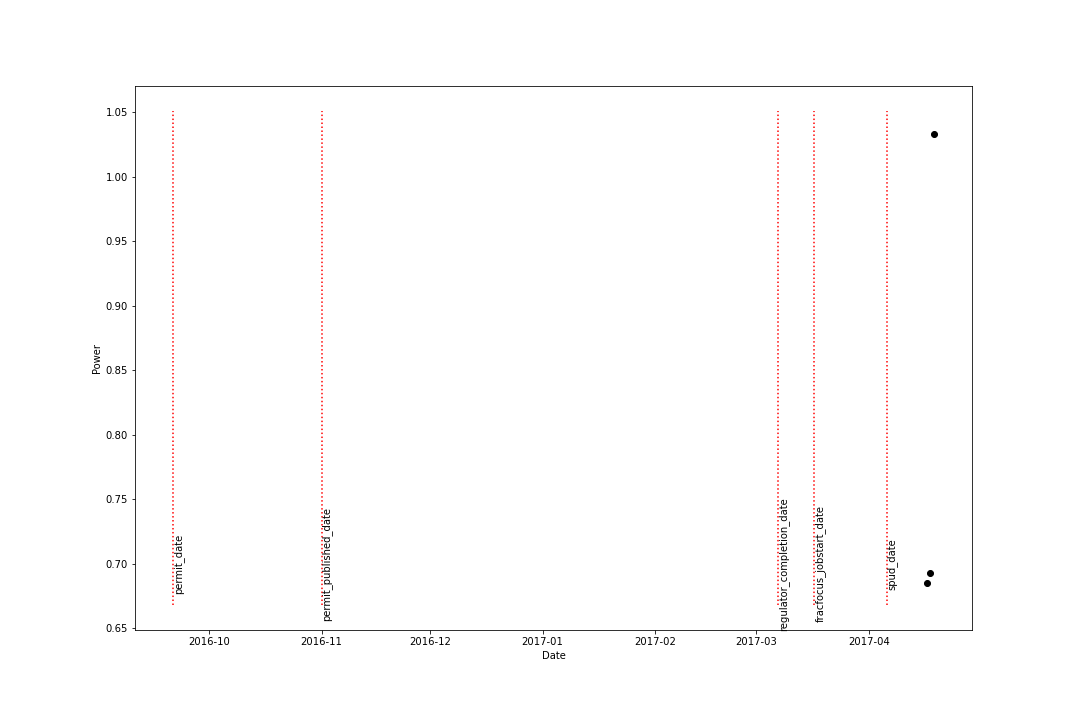 1.05
1.00
0.95
0.90
0.85
0.80
0.75
0.70
0.65
Power
permit_date
permit_published_date
regulator_completion_date
fracfocus_jobstart_date
spud_date
2016-10
2016-11
2016-12
2017-01
2017-02
2017-03
2017-04
Date